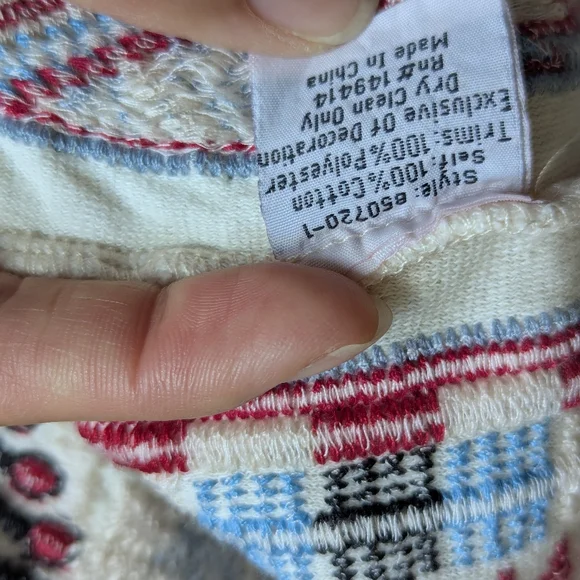 Style: B50720-1
Self: 100% Cotton
Trims: 100% Polyester
Exclusive Of Decoration
Dry Clean Only
Rn# 149414
Made In China